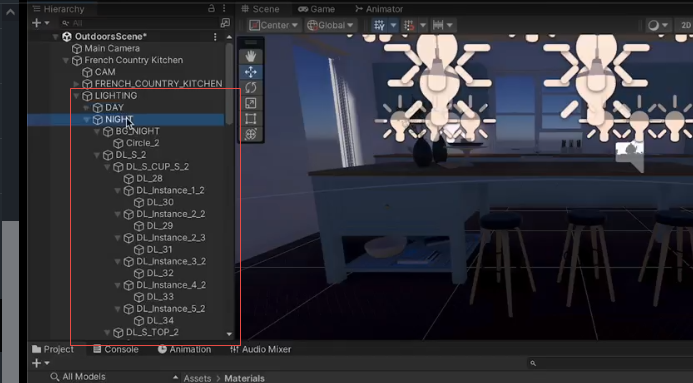 Hierarchy
All
OutdoorsScene*
Main Camera
French Country Kitchen
CAM
FRENCH_COUNTRY_KITCHEN
LIGHTING
DAY
NIGHT
BG_NIGHT
Circle_2
DL_S_2
DL_S_CUP_S_2
DL_28
DL_Instance_1_2
DL_30
DL_Instance_2_2
DL_29
DL_Instance_2_3
DL_31
DL_Instance_3_2
DL_32
DL_Instance_4_2
DL_33
DL_Instance_5_2
DL_34
DL_S_TOP_2
Scene Game Animator
Center Global 2D
Project Console Animation Audio Mixer
All Models Assets > Materials